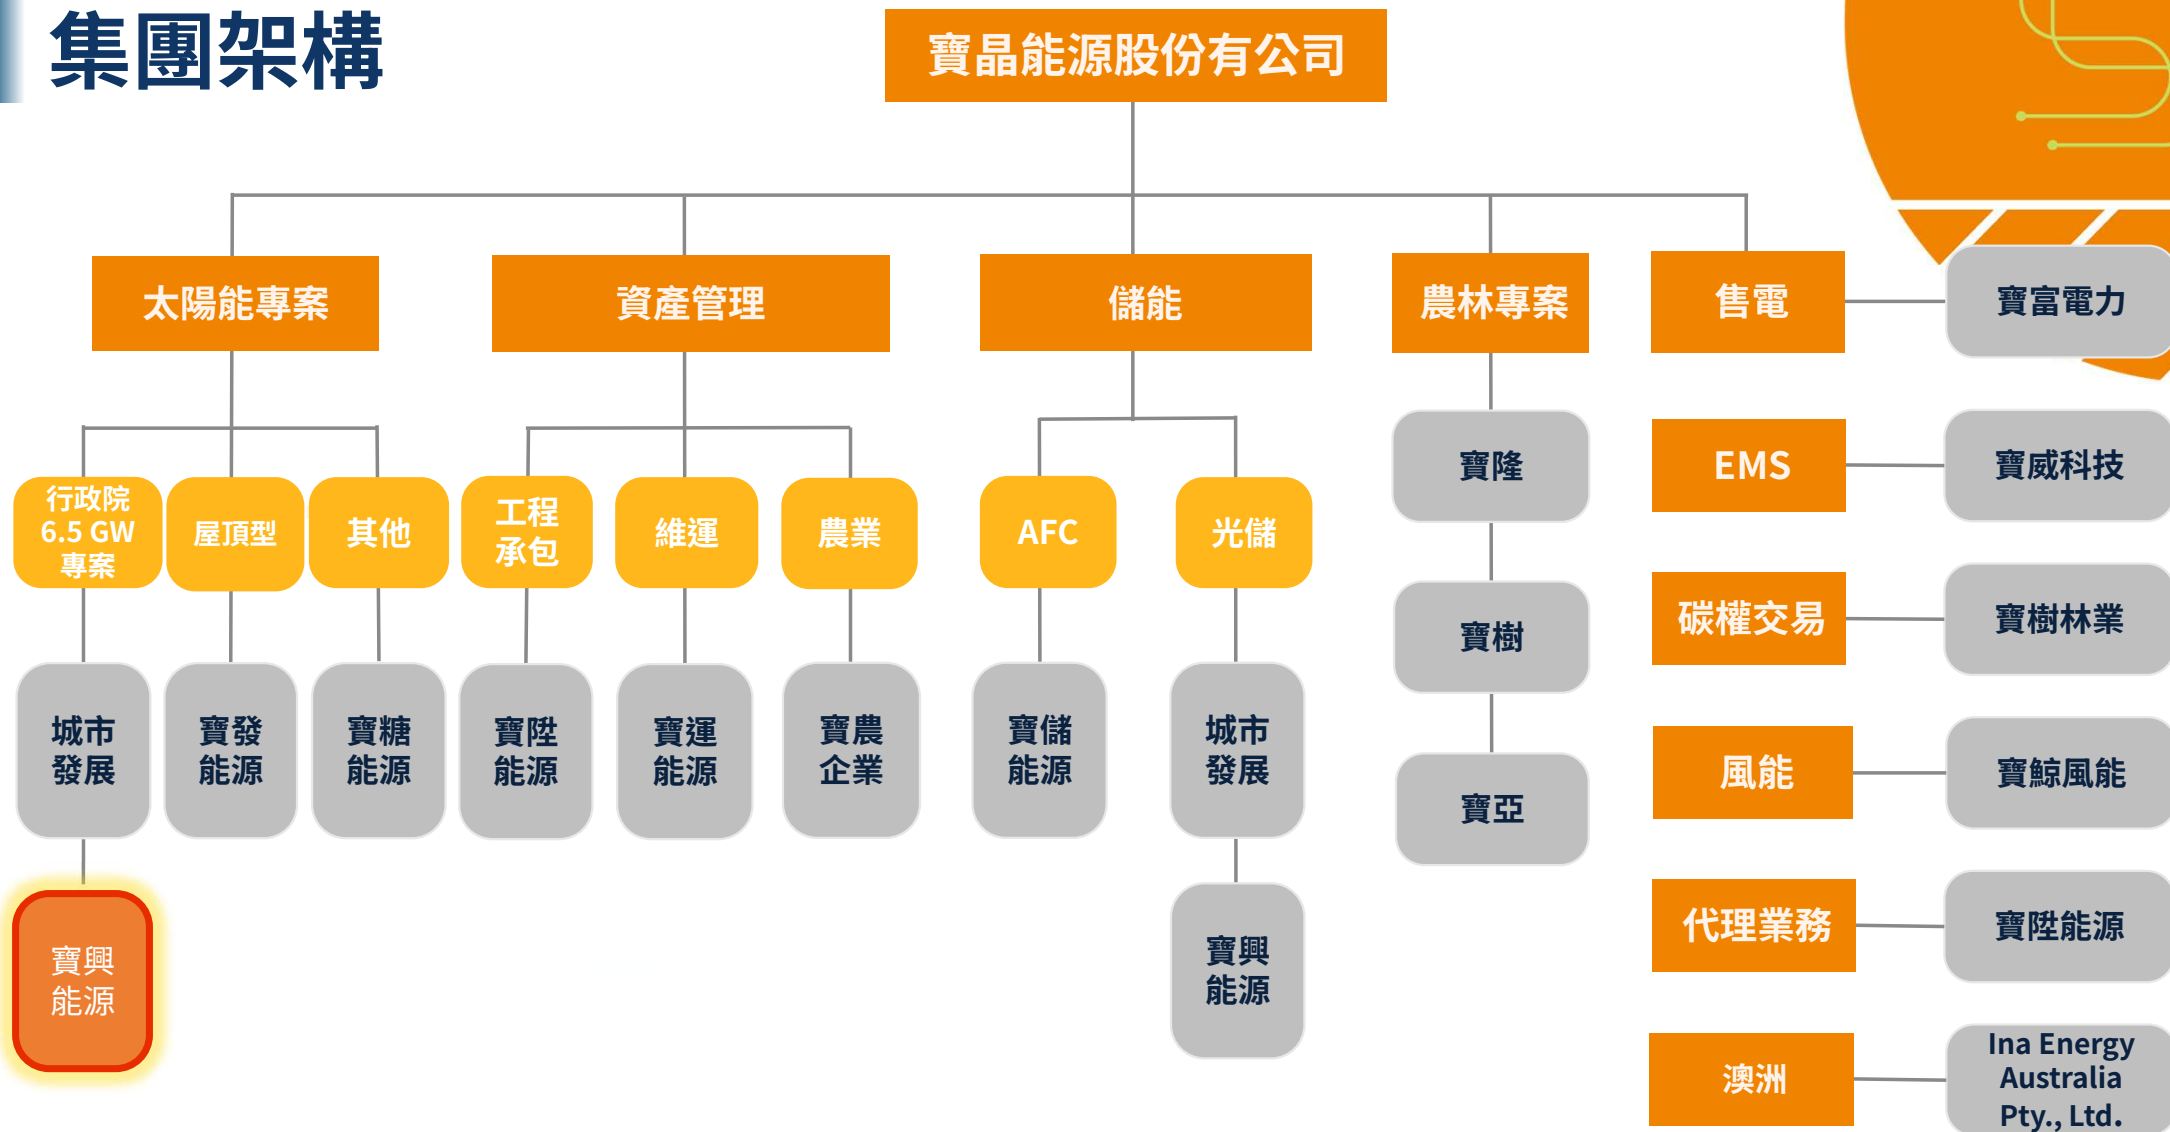 集團架構
寶晶能源股份有公司
太陽能專案
資產管理
儲能
農林專案
售電
寶富電力
行政院
6.5 GW
專案
屋頂型
其他
工程
承包
維運
農業
AFC
光儲
寶隆
EMS
寶威科技
城市
發展
寶發
能源
寶糖
能源
寶陞
能源
寶運
能源
寶農
企業
寶儲
能源
城市
發展
寶樹
碳權交易
寶樹林業
寶亞
風能
寶鯨風能
寶興
能源
寶興
能源
代理業務
寶陞能源
澳洲
Ina Energy
Australia
Pty., Ltd.